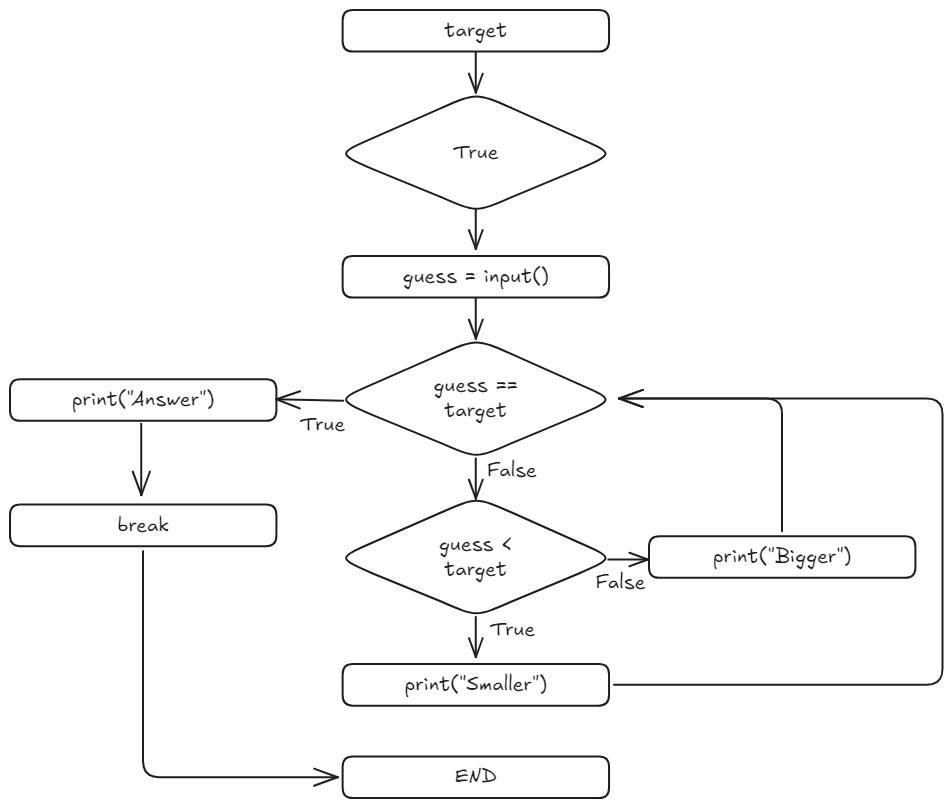 target
True
guess = input()
guess ==
target
True
print("Answer")
False
break
guess <
target
False
print("Bigger")
True
print("Smaller")
END